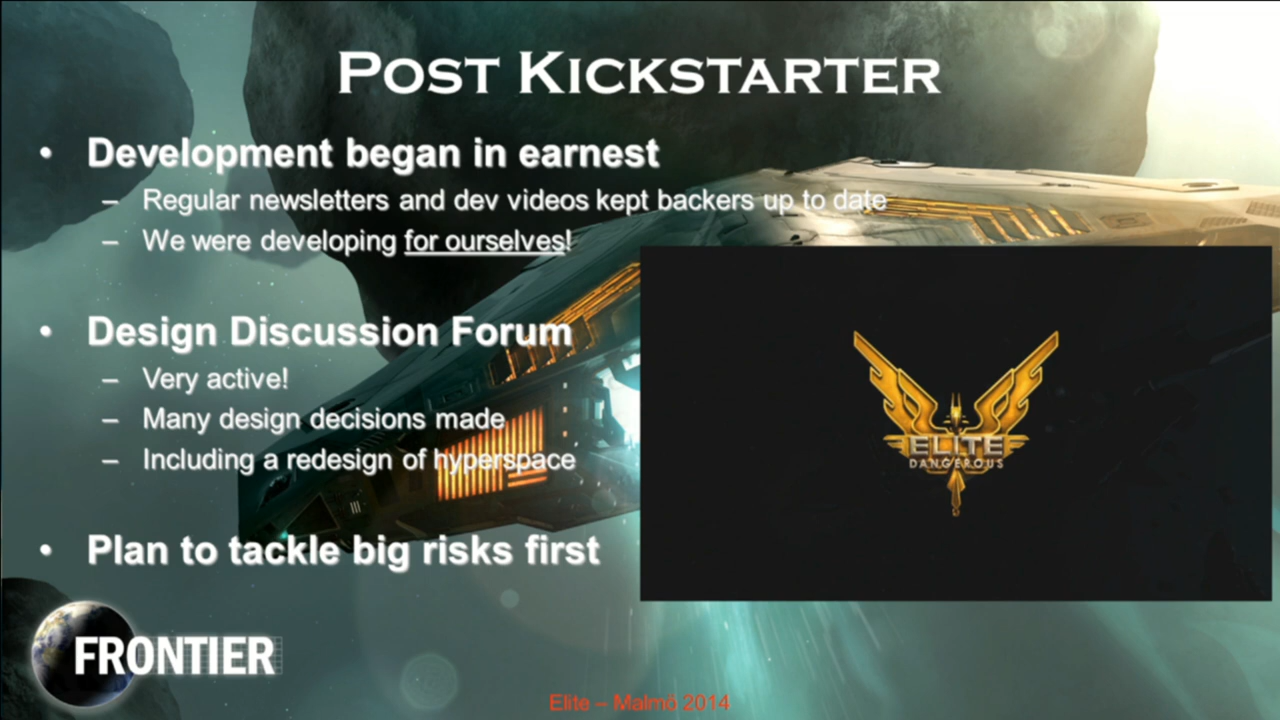 POST KICKSTARTER
• Development began in earnest
– Regular newsletters and dev videos kept backers up to date
– We were developing for ourselves!
• Design Discussion Forum
– Very active!
– Many design decisions made
– Including a redesign of hyperspace
• Plan to tackle big risks first
ELITE
DANGEROUS
FRONTIER
Elite – Malmö 2014